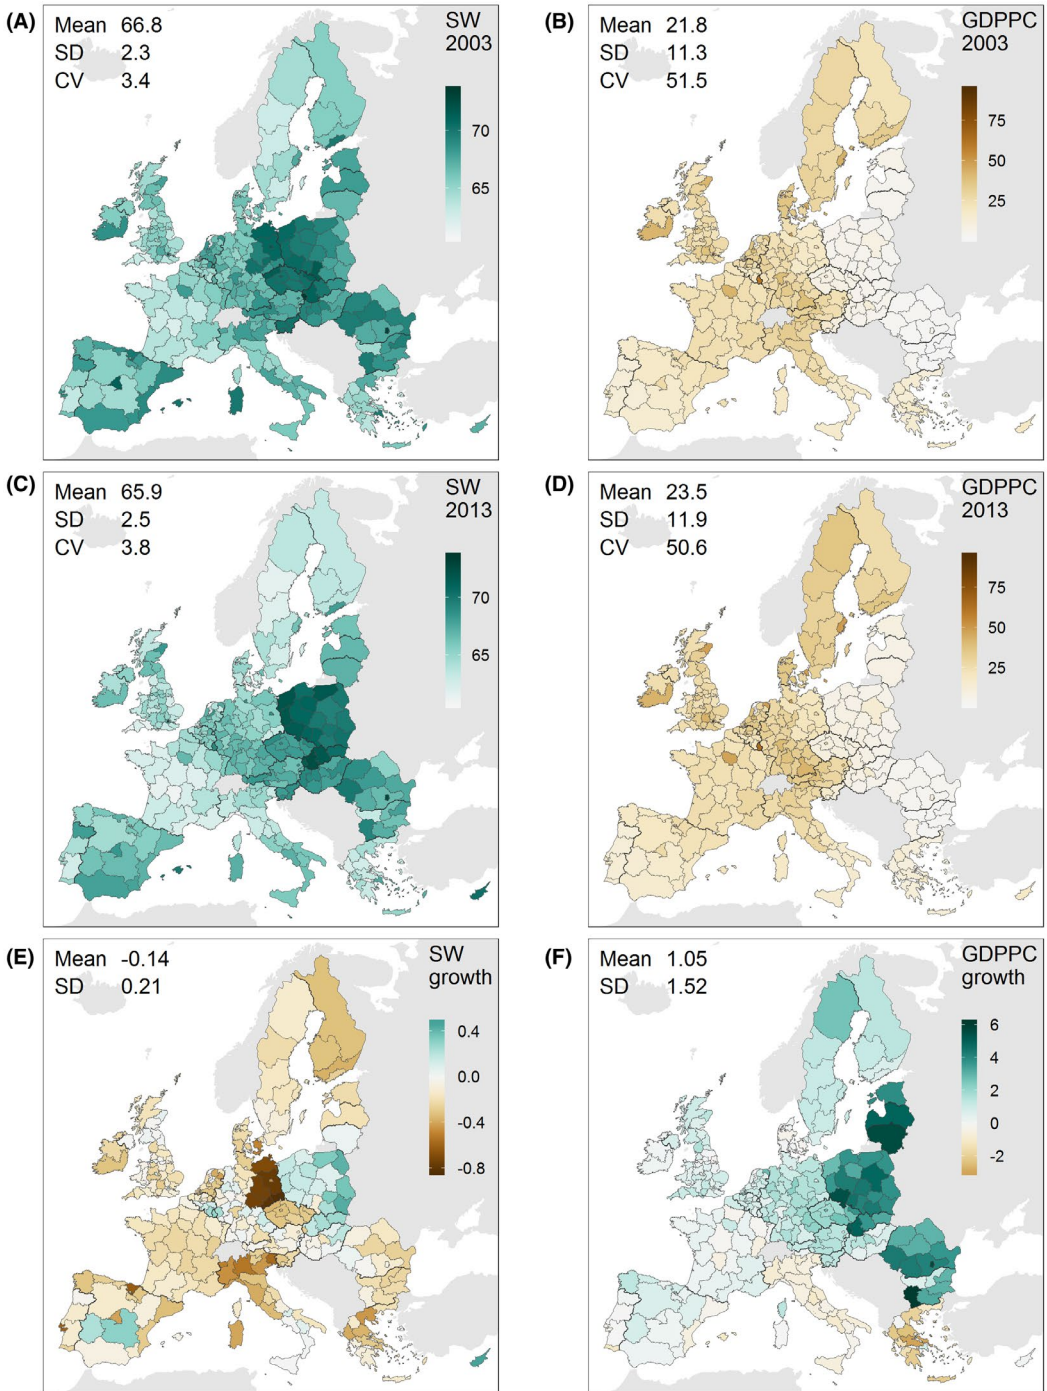 (A)
Mean 66.8
SD 2.3
CV 3.4
SW
2003
70
65
(B)
Mean 21.8
SD 11.3
CV 51.5
GDPPC
2003
75
50
25
(C)
Mean 65.9
SD 2.5
CV 3.8
SW
2013
70
65
(D)
Mean 23.5
SD 11.9
CV 50.6
GDPPC
2013
75
50
25
(E)
Mean -0.14
SD 0.21
SW
growth
0.4
0.0
-0.4
-0.8
(F)
Mean 1.05
SD 1.52
GDPPC
growth
6
4
2
0
-2